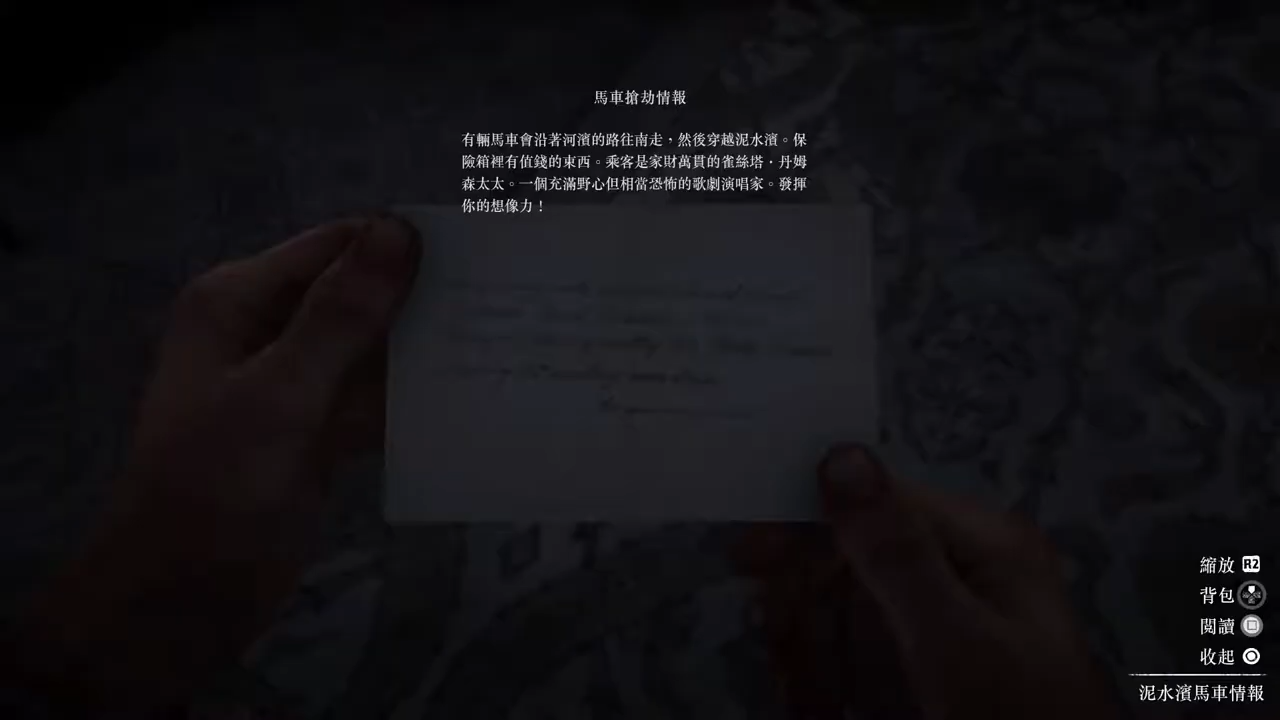 馬車搶劫情報
有輛馬車會沿著河濱的路往南走，然後穿越泥水濱。保
險箱裡有值錢的東西。乘客是家財萬貫的雀絲塔·丹姆
森太太。一個充滿野心但相當恐怖的歌劇演唱家。發揮
你的想像力！
縮放 R2
背包
閱讀
收起
泥水濱馬車情報